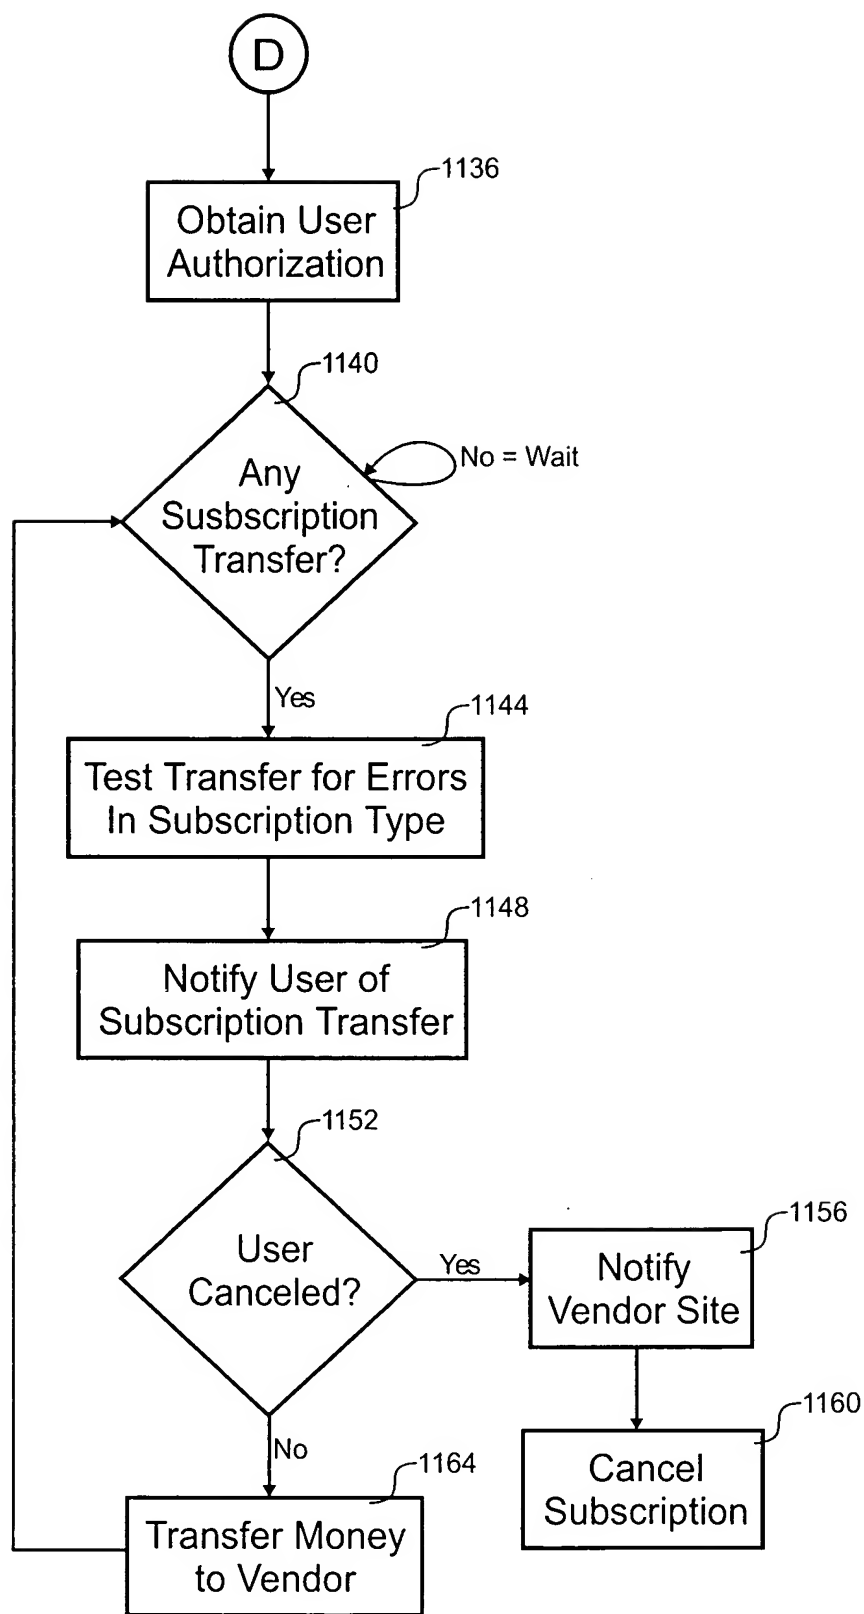 D
1136
Obtain User
Authorization
1140
No = Wait
Any
Susbscription
Transfer?
Yes
1144
Test Transfer for Errors
In Subscription Type
1148
Notify User of
Subscription Transfer
1152
User
Canceled?
Yes
1156
Notify
Vendor Site
1160
Cancel
Subscription
No
1164
Transfer Money
to Vendor